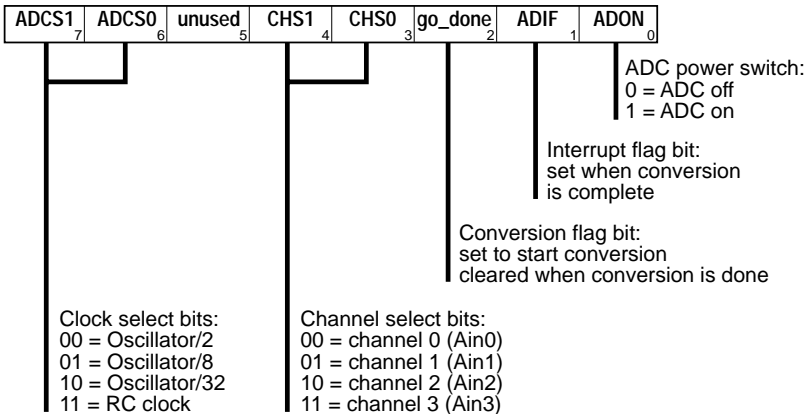 ADCS1 7 ADCS0 6 unused 5 CHS1 4 CHS0 3 go_done 2 ADIF 1 ADON 0
ADC power switch:
0 = ADC off
1 = ADC on
Interrupt flag bit:
set when conversion
is complete
Conversion flag bit:
set to start conversion
cleared when conversion is done
Clock select bits:
00 = Oscillator/2
01 = Oscillator/8
10 = Oscillator/32
11 = RC clock
Channel select bits:
00 = channel 0 (Ain0)
01 = channel 1 (Ain1)
10 = channel 2 (Ain2)
11 = channel 3 (Ain3)